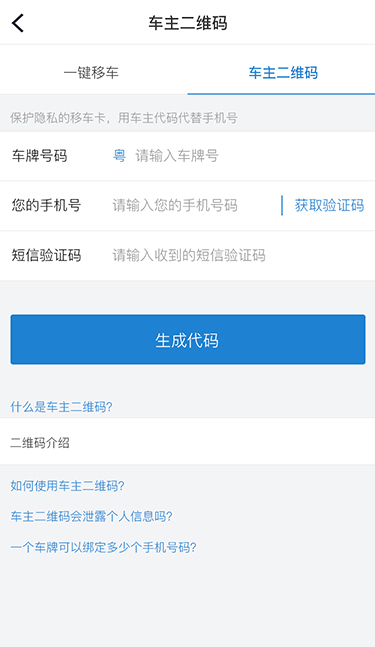 车主二维码
一键移车 车主二维码
保护隐私的移车卡，用车主代码代替手机号
车牌号码 粤 请输入车牌号
您的手机号 请输入您的手机号码 获取验证码
短信验证码 请输入收到的短信验证码
生成代码
什么是车主二维码?
二维码介绍
如何使用车主二维码?
车主二维码会泄露个人信息吗?
一个车牌可以绑定多少个手机号码?